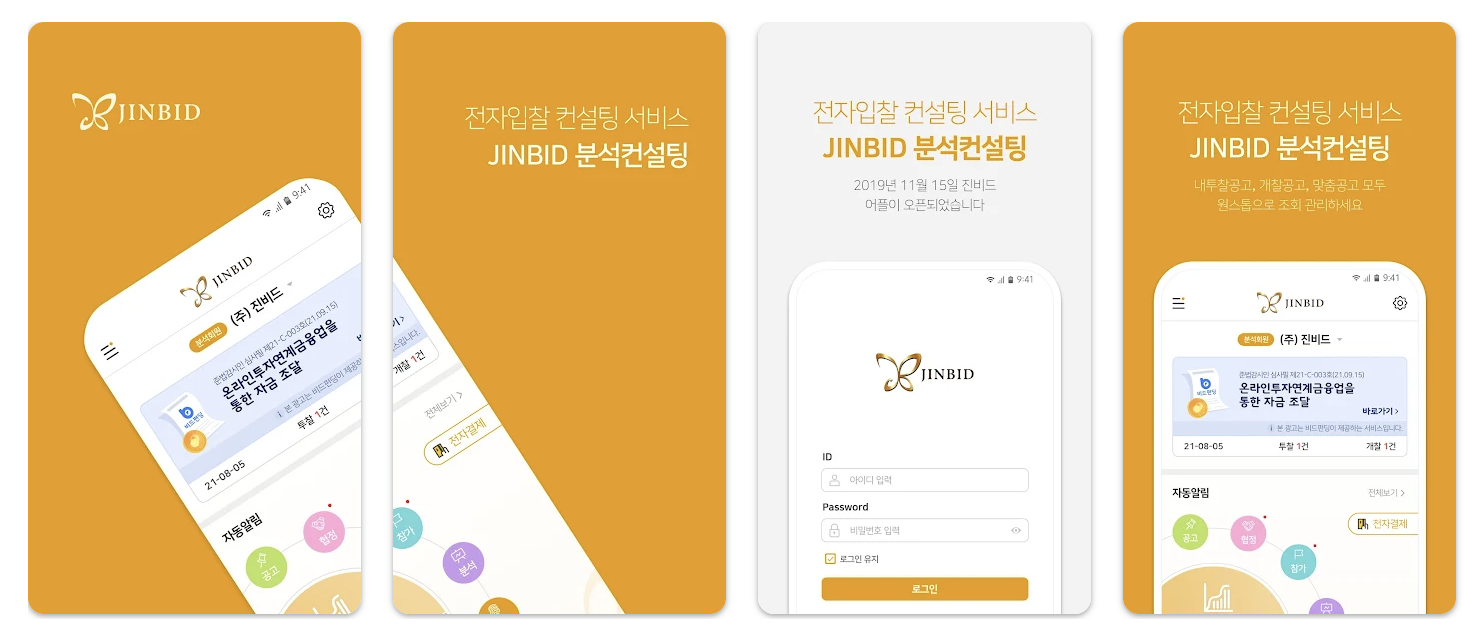 JINBID
9:41
JINBID
분석회원 (주) 진비드
준법감시인 심사필 제21-C-003호(21.09.15)
온라인투자연계금융업을
통한 자금 조달
비드펀딩
본 광고는 비드펀딩이 제공하
21-08-05 투찰 1건
자동알림
공고
협정
전자입찰 컨설팅 서비스
JINBID 분석컨설팅
스입니다.
개찰 1건
전체보기 >
전자결제
참가
분석
전자입찰 컨설팅 서비스
JINBID 분석컨설팅
2019년 11월 15일 진비드
어플이 오픈되었습니다
9:41
JINBID
ID
아이디 입력
Password
비밀번호 입력
로그인 유지
로그인
전자입찰 컨설팅 서비스
JINBID 분석컨설팅
내투찰공고, 개찰공고, 맞춤공고 모두
원스톱으로 조회 관리하세요
9:41
JINBID
분석회원 (주) 진비드
준법감시인 심사필 제21-C-003호(21.09.15)
온라인투자연계금융업을
통한 자금 조달
비드펀딩
바로가기 >
본 광고는 비드펀딩이 제공하는 서비스입니다.
21-08-05 투찰 1건 개찰 1건
자동알림 전체보기 >
전자결제
공고
협정
참가